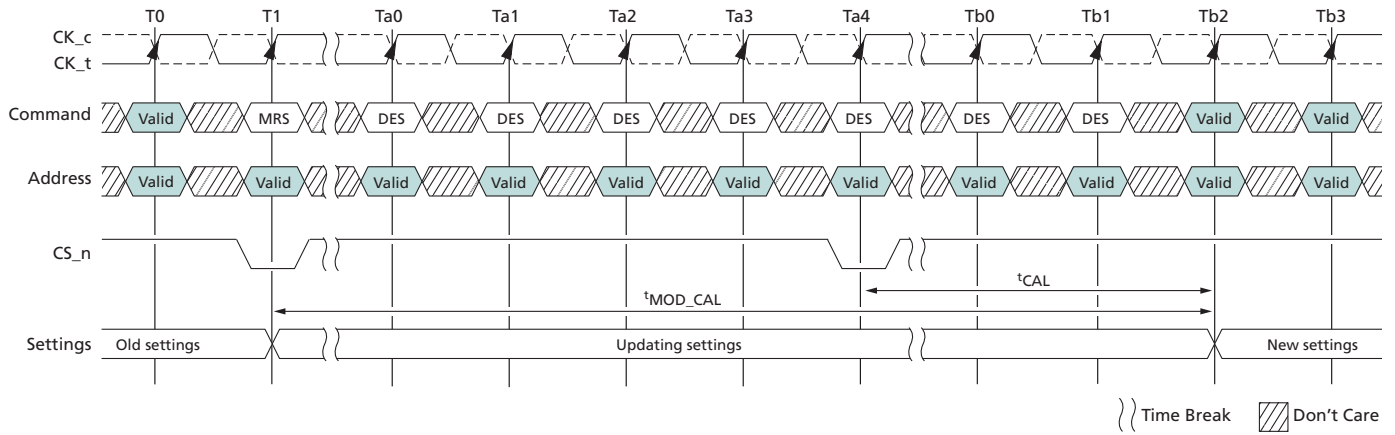 T0 T1 Ta0 Ta1 Ta2 Ta3 Ta4 Tb0 Tb1 Tb2 Tb3
CK_c
CK_t
Command Valid MRS DES DES DES DES DES DES DES Valid Valid
Address Valid Valid Valid Valid Valid Valid Valid Valid Valid Valid Valid
CS_n
tCAL
tMOD_CAL
Settings Old settings Updating settings New settings
Time Break Don't Care